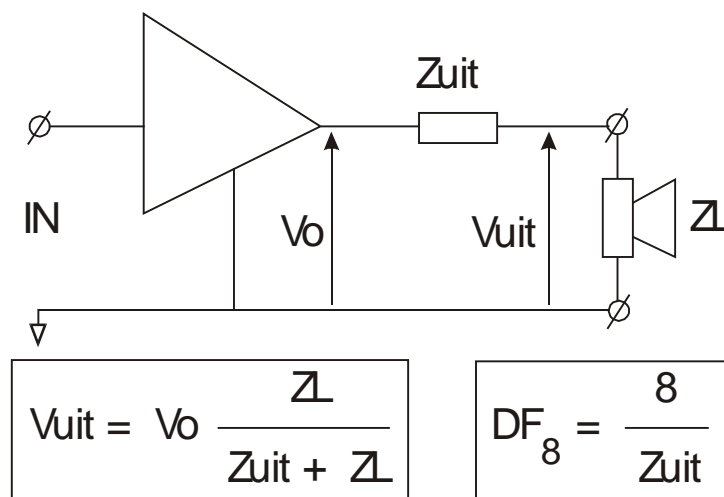 Zuit
IN
Vo
Vuit
ZL
Vuit = Vo ZL / Zuit + ZL
DF8 = 8 / Zuit